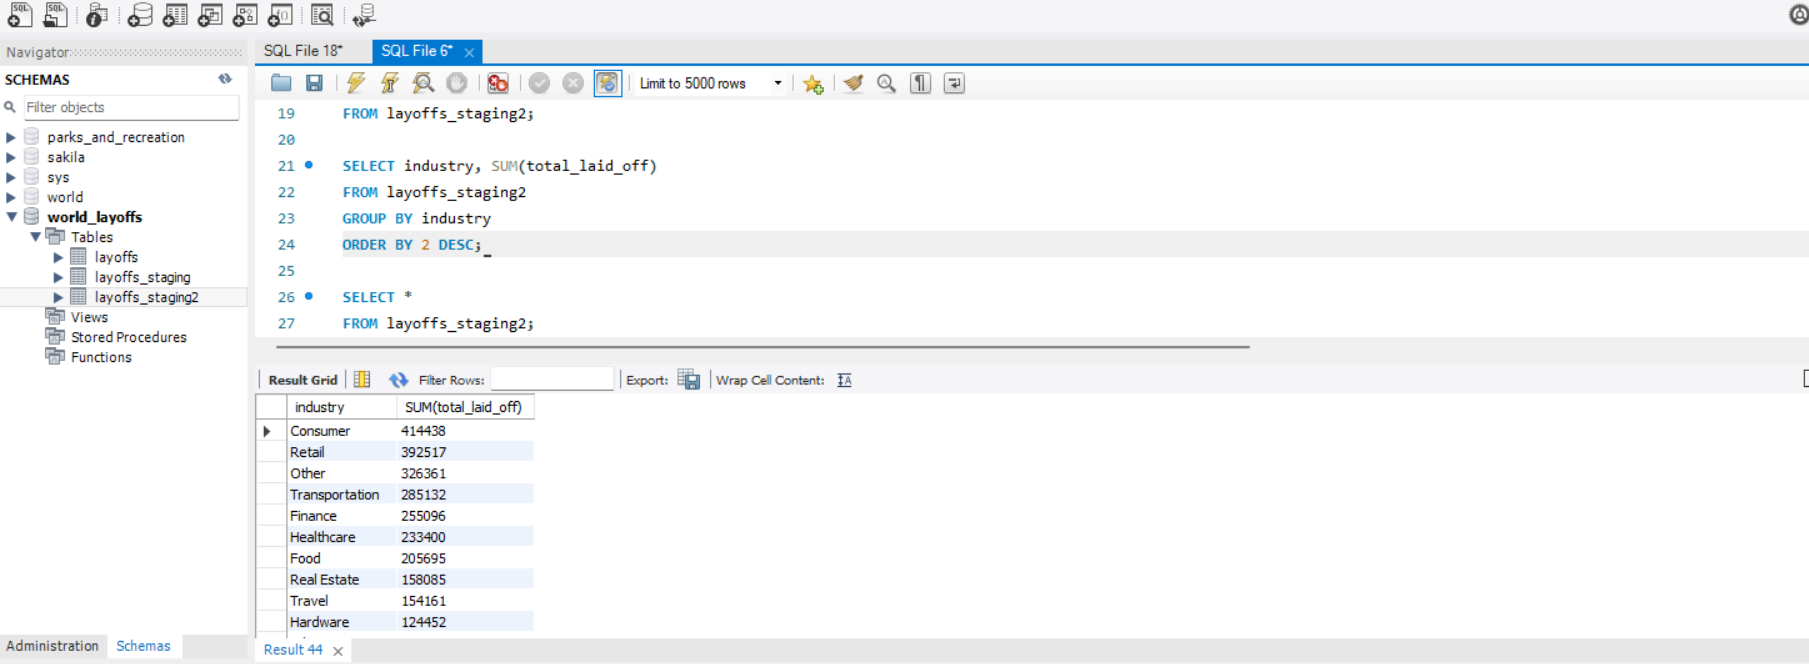 SQL File 18*
SQL File 6*
Navigator
SCHEMAS
Filter objects
parks_and_recreation
sakila
sys
world
world_layoffs
Tables
layoffs
layoffs_staging
layoffs_staging2
Views
Stored Procedures
Functions
Administration
Schemas
Limit to 5000 rows
19 FROM layoffs_staging2;
20
21 SELECT industry, SUM(total_laid_off)
22 FROM layoffs_staging2
23 GROUP BY industry
24 ORDER BY 2 DESC;
25
26 SELECT *
27 FROM layoffs_staging2;
Result Grid Filter Rows: Export: Wrap Cell Content:
industry SUM(total_laid_off)
Consumer 414438
Retail 392517
Other 326361
Transportation 285132
Finance 255096
Healthcare 233400
Food 205695
Real Estate 158085
Travel 154161
Hardware 124452
Result 44